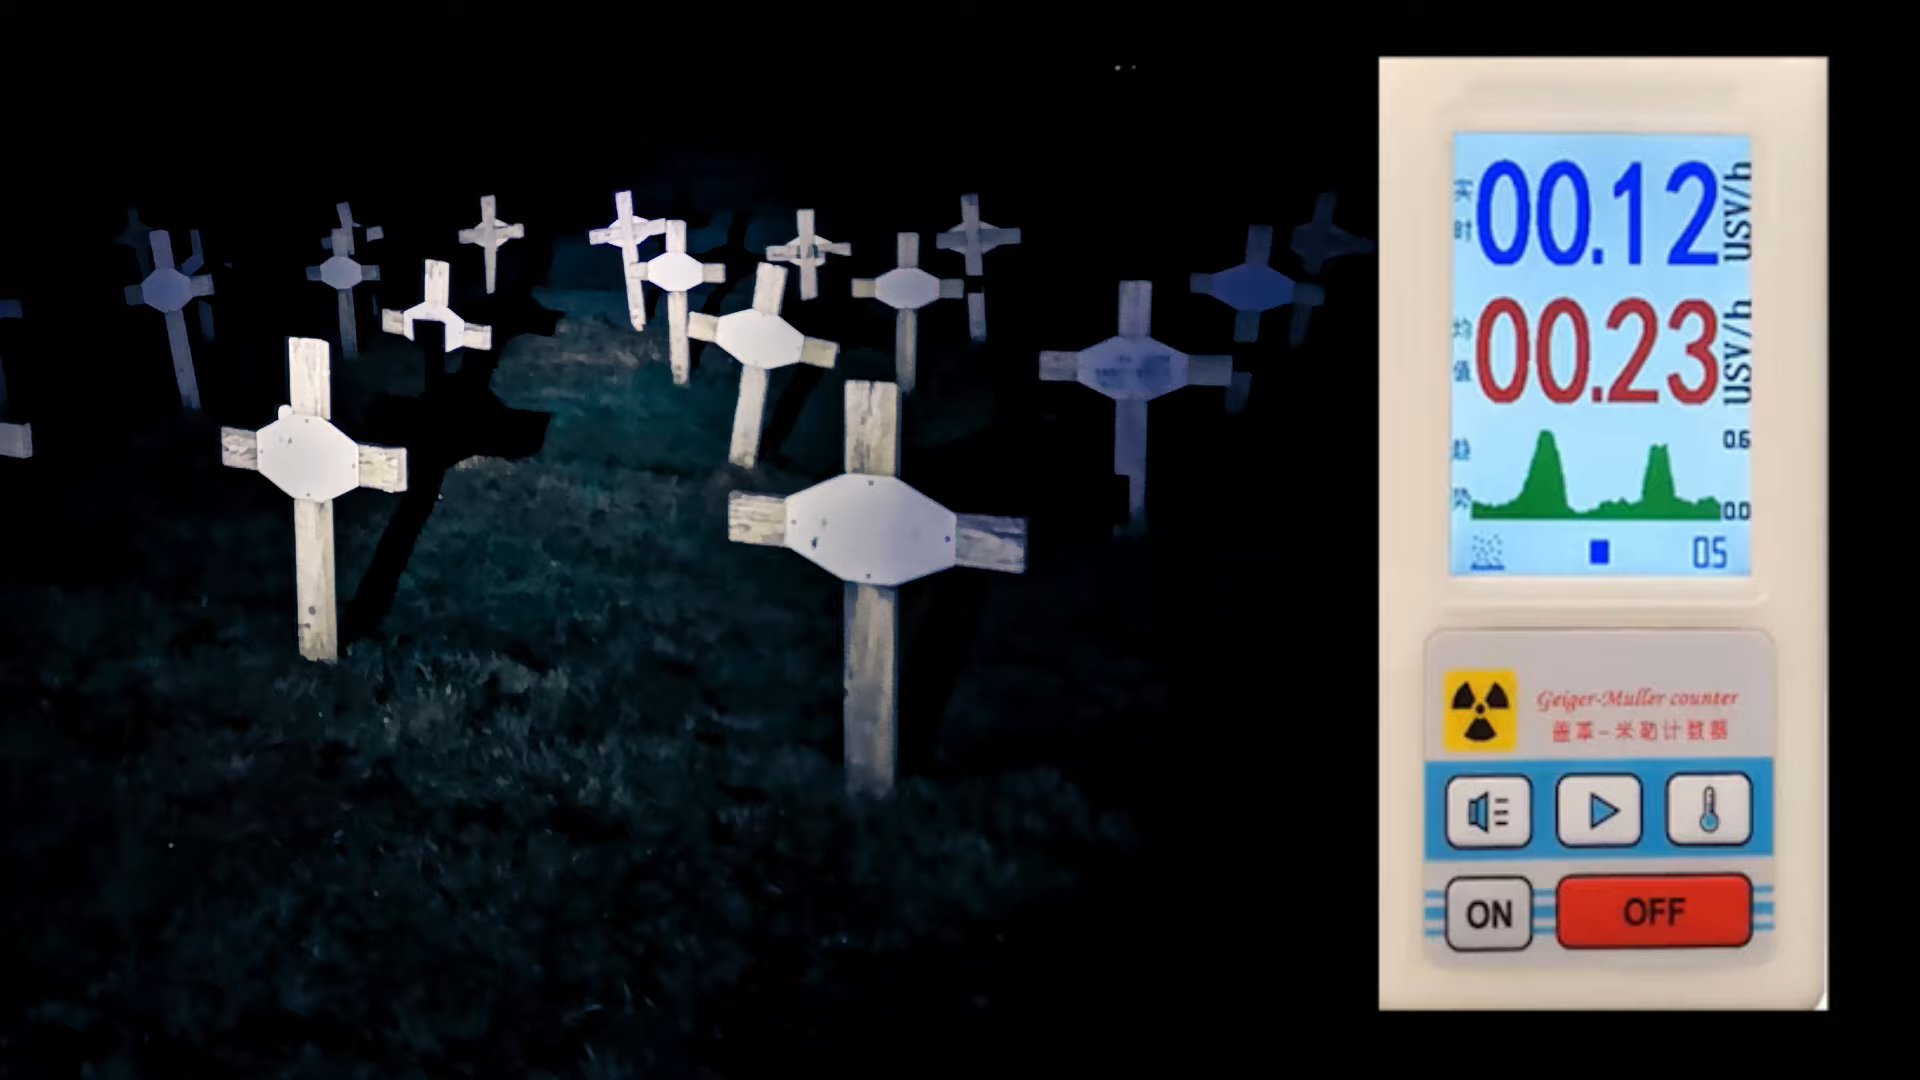 实时
00.12
uSv/h
均值
00.23
uSv/h
趋势
0.6
0.0
05
Geiger-Muller counter
盖革-米勒计数器
ON
OFF